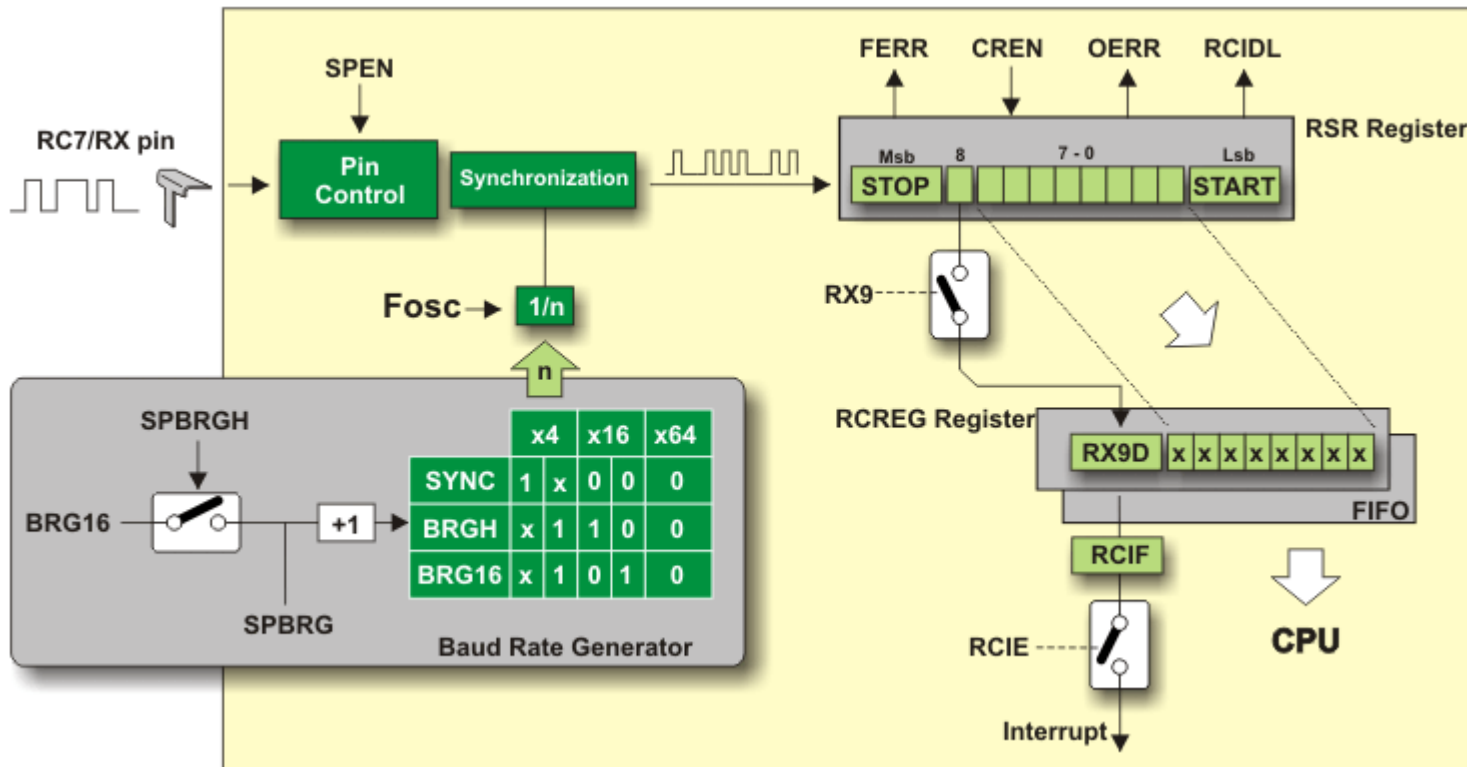 FERR CREN OERR RCIDL
SPEN
RSR Register
RC7/RX pin
Pin
Control
Synchronization
Msb 8 7 - 0 Lsb
STOP START
RX9
Fosc
1/n
n
SPBRGH
BRG16
+1
SPBRG
x4 x16 x64
SYNC 1 x 0 0 0
BRGH x 1 1 0 0
BRG16 x 1 0 1 0
Baud Rate Generator
RCREG Register
RX9D x x x x x x x x
FIFO
RCIF
RCIE
CPU
Interrupt